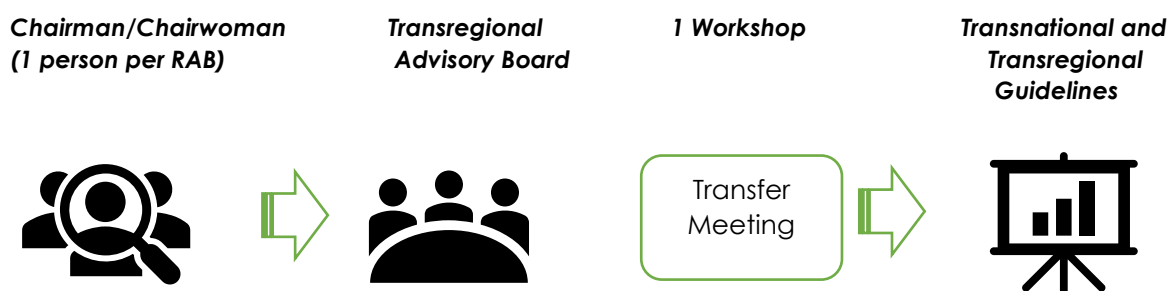 Chairman/Chairwoman
(1 person per RAB)
Transregional
Advisory Board
1 Workshop
Transnational and
Transregional
Guidelines
Transfer
Meeting